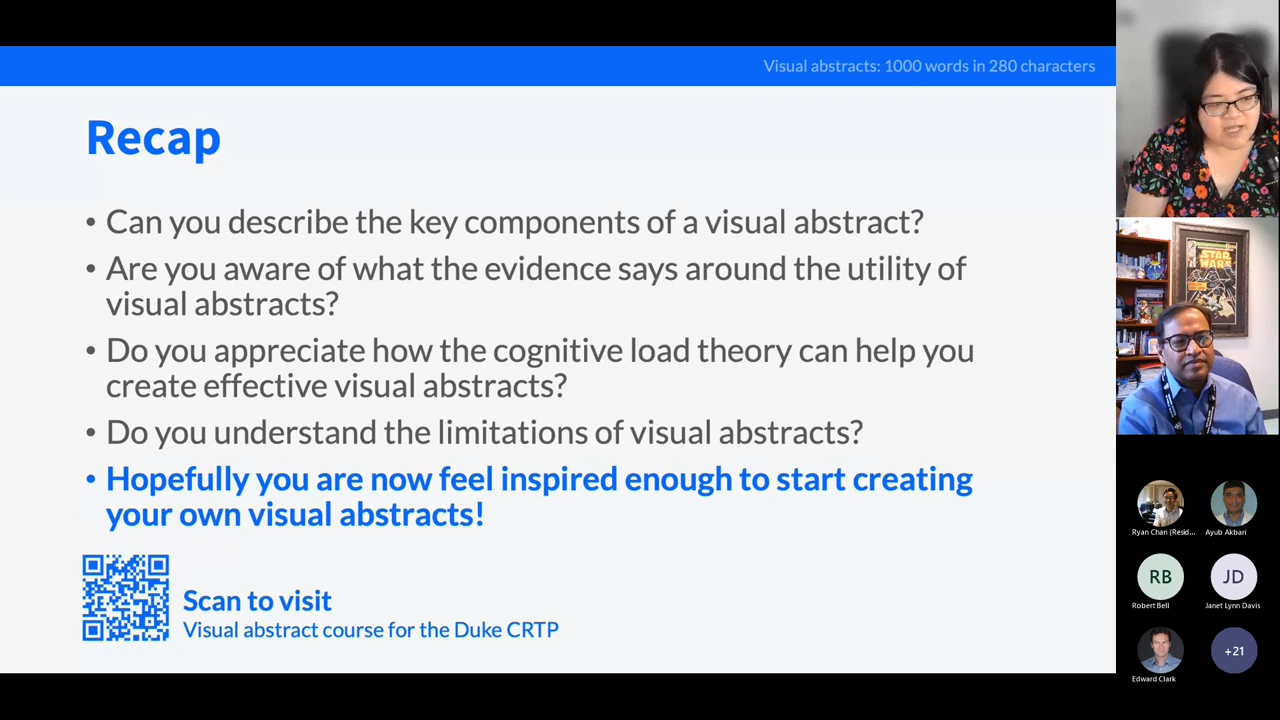 Visual abstracts: 1000 words in 280 characters
Recap
• Can you describe the key components of a visual abstract?
• Are you aware of what the evidence says around the utility of
visual abstracts?
• Do you appreciate how the cognitive load theory can help you
create effective visual abstracts?
• Do you understand the limitations of visual abstracts?
• Hopefully you are now feel inspired enough to start creating
your own visual abstracts!
Scan to visit
Visual abstract course for the Duke CRTP
STAR
WARS
Ryan Chan (Resid...
Ayub Akbari
RB
JD
Robert Bell
Janet Lynn Davis
+21
Edward Clark